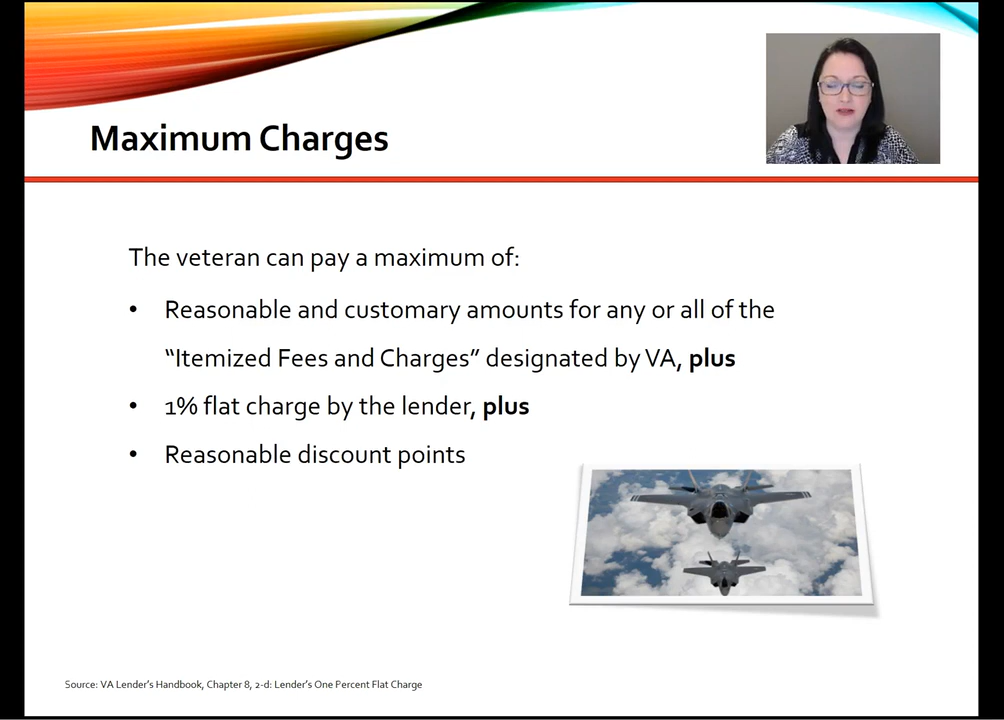 Maximum Charges
The veteran can pay a maximum of:
• Reasonable and customary amounts for any or all of the
“Itemized Fees and Charges” designated by VA, plus
• 1% flat charge by the lender, plus
• Reasonable discount points
Source: VA Lender’s Handbook, Chapter 8, 2-d: Lender’s One Percent Flat Charge